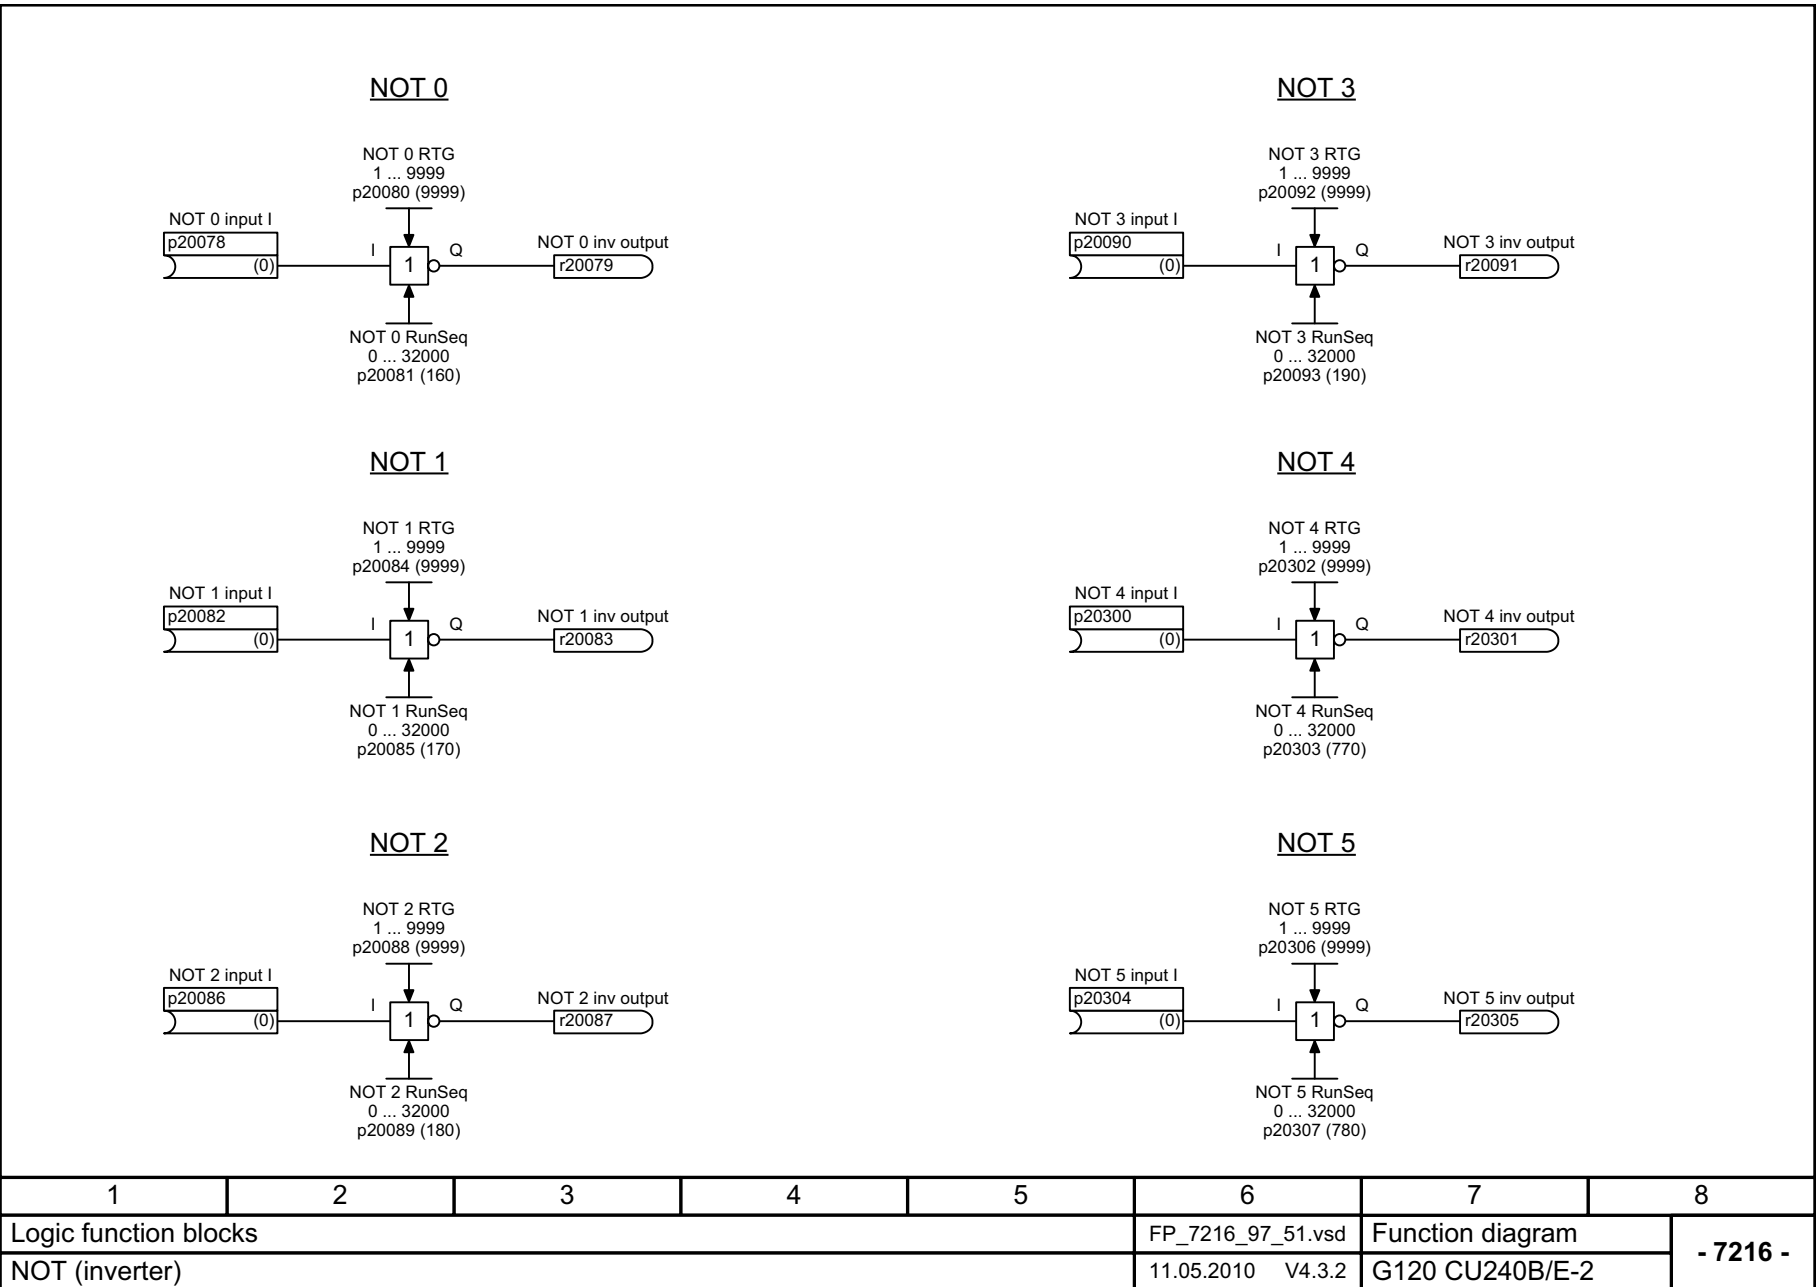 NOT 0
NOT 0 RTG
1 ... 9999
p20080 (9999)
NOT 0 input I
p20078
(0)
I
1
Q
NOT 0 inv output
r20079
NOT 0 RunSeq
0 ... 32000
p20081 (160)
NOT 3
NOT 3 RTG
1 ... 9999
p20092 (9999)
NOT 3 input I
p20090
(0)
I
1
Q
NOT 3 inv output
r20091
NOT 3 RunSeq
0 ... 32000
p20093 (190)
NOT 1
NOT 1 RTG
1 ... 9999
p20084 (9999)
NOT 1 input I
p20082
(0)
I
1
Q
NOT 1 inv output
r20083
NOT 1 RunSeq
0 ... 32000
p20085 (170)
NOT 4
NOT 4 RTG
1 ... 9999
p20302 (9999)
NOT 4 input I
p20300
(0)
I
1
Q
NOT 4 inv output
r20301
NOT 4 RunSeq
0 ... 32000
p20303 (770)
NOT 2
NOT 2 RTG
1 ... 9999
p20088 (9999)
NOT 2 input I
p20086
(0)
I
1
Q
NOT 2 inv output
r20087
NOT 2 RunSeq
0 ... 32000
p20089 (180)
NOT 5
NOT 5 RTG
1 ... 9999
p20306 (9999)
NOT 5 input I
p20304
(0)
I
1
Q
NOT 5 inv output
r20305
NOT 5 RunSeq
0 ... 32000
p20307 (780)
1 2 3 4 5 6 7 8
Logic function blocks
FP_7216_97_51.vsd
Function diagram
- 7216 -
NOT (inverter)
11.05.2010 V4.3.2
G120 CU240B/E-2